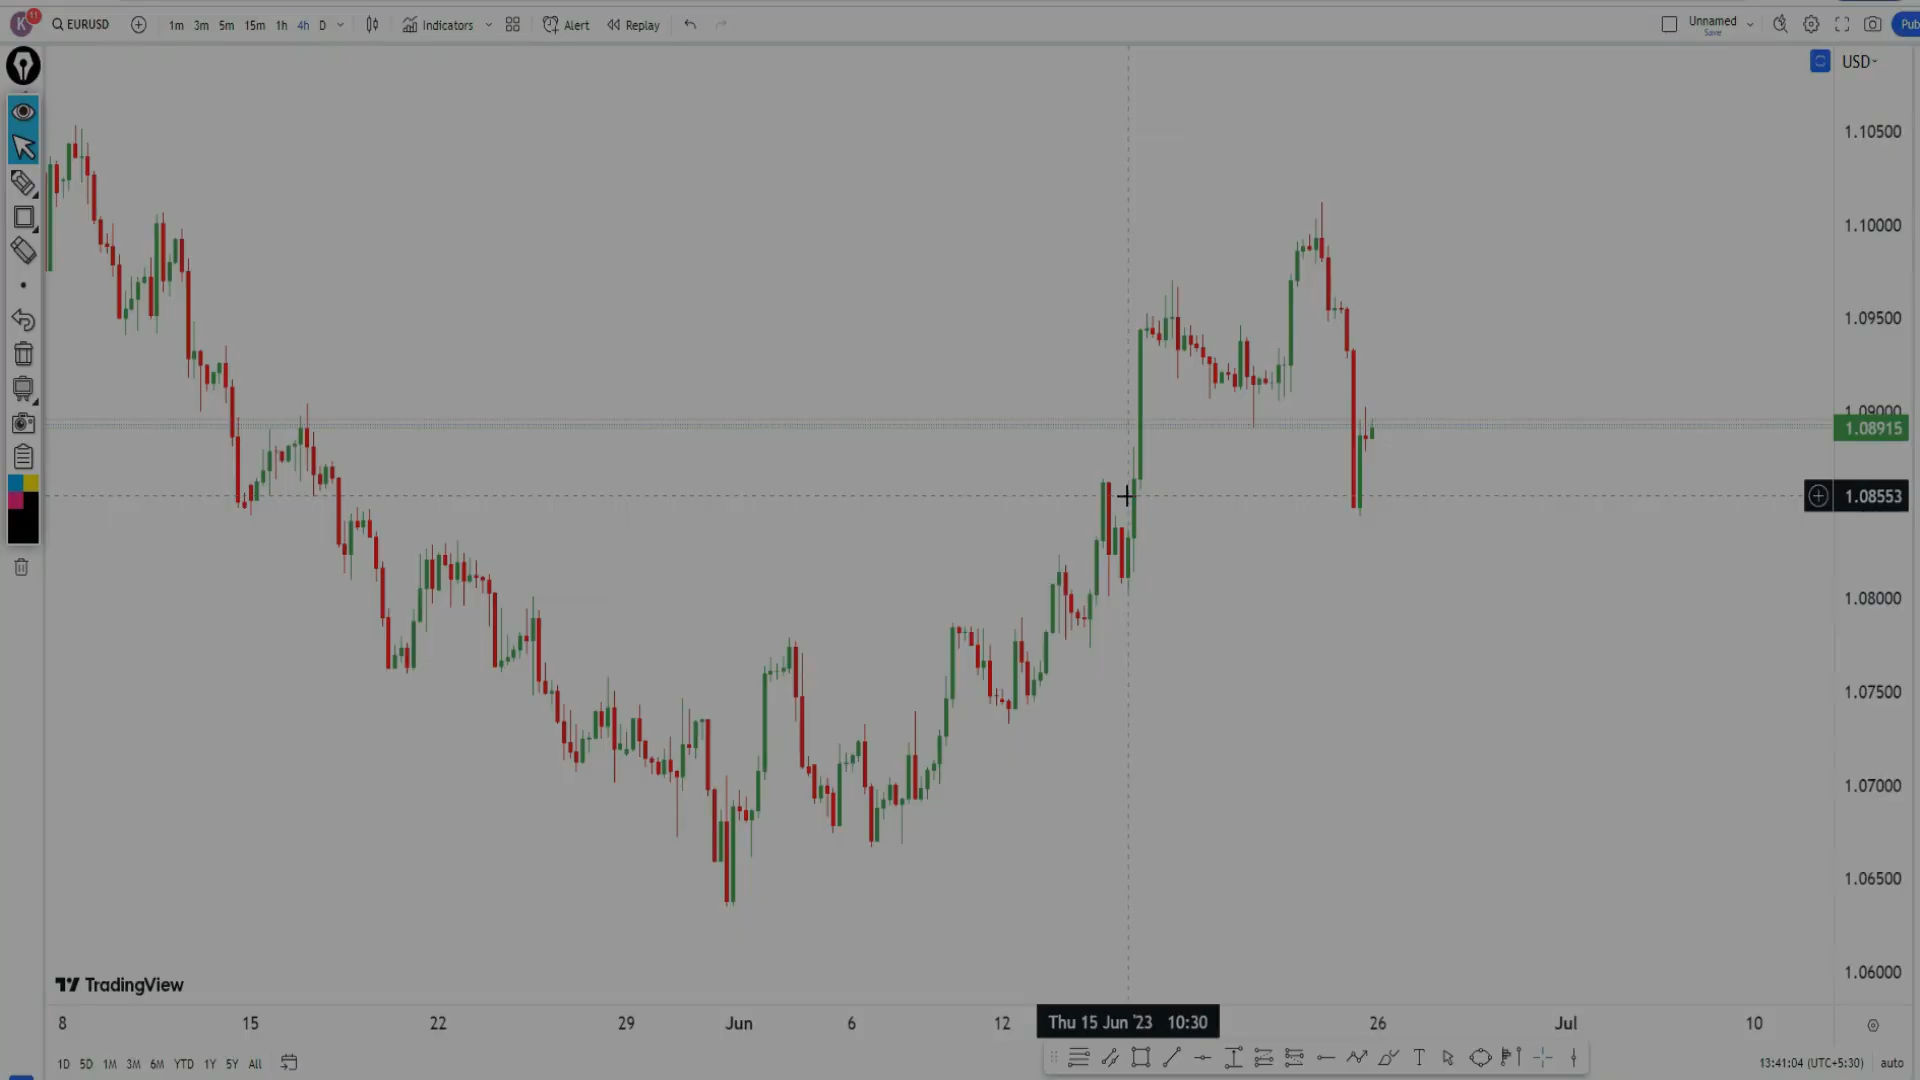 K 11 EURUSD 1m 3m 5m 15m 1h 4h D Indicators Alert Replay Unnamed Pub
Save
USD
1.10500
1.10000
1.09500
1.09000
1.08915
1.08553
1.08000
1.07500
1.07000
1.06500
1.06000
TradingView
8 15 22 29 Jun 6 12 Thu 15 Jun '23 10:30 26 Jul 10
1D 5D 1M 3M 6M YTD 1Y 5Y All
T
13:41:04 (UTC+5:30) auto